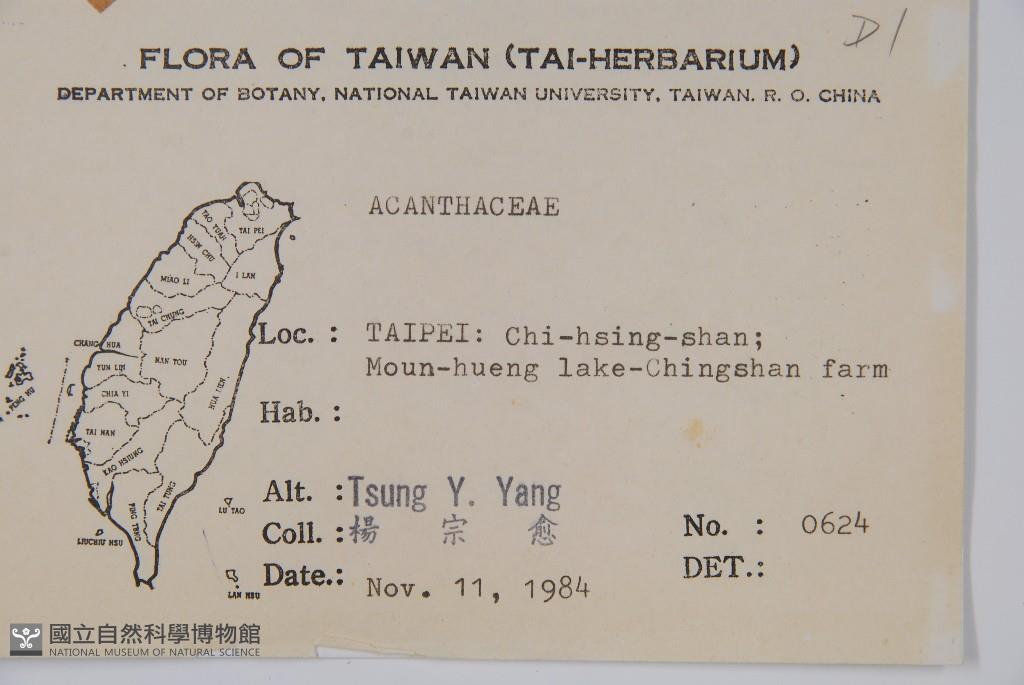 D1
FLORA OF TAIWAN (TAI-HERBARIUM)
DEPARTMENT OF BOTANY, NATIONAL TAIWAN UNIVERSITY, TAIWAN. R. O. CHINA
ACANTHACEAE
TAO YUAN
TAI PEI
HSIN CHU
I LAN
MIAO LI
TAI CHUNG
Loc. : TAIPEI: Chi-hsing-shan;
Moun-hueng lake-Chingshan farm
CHANG HUA
NAN TOU
YUN LIN
CHIA YI
HUA LIEN
PENG HU
Hab. :
TAI NAN
KAO HSIUNG
Alt. : Tsung Y. Yang
TAI TUNG
PING TUNG
LU TAO
Coll. : 楊 宗 愈
No. : 0624
LIUCHIU HSU
DET.:
Date.: Nov. 11, 1984
LAN HSU
國立自然科學博物館
NATIONAL MUSEUM OF NATURAL SCIENCE